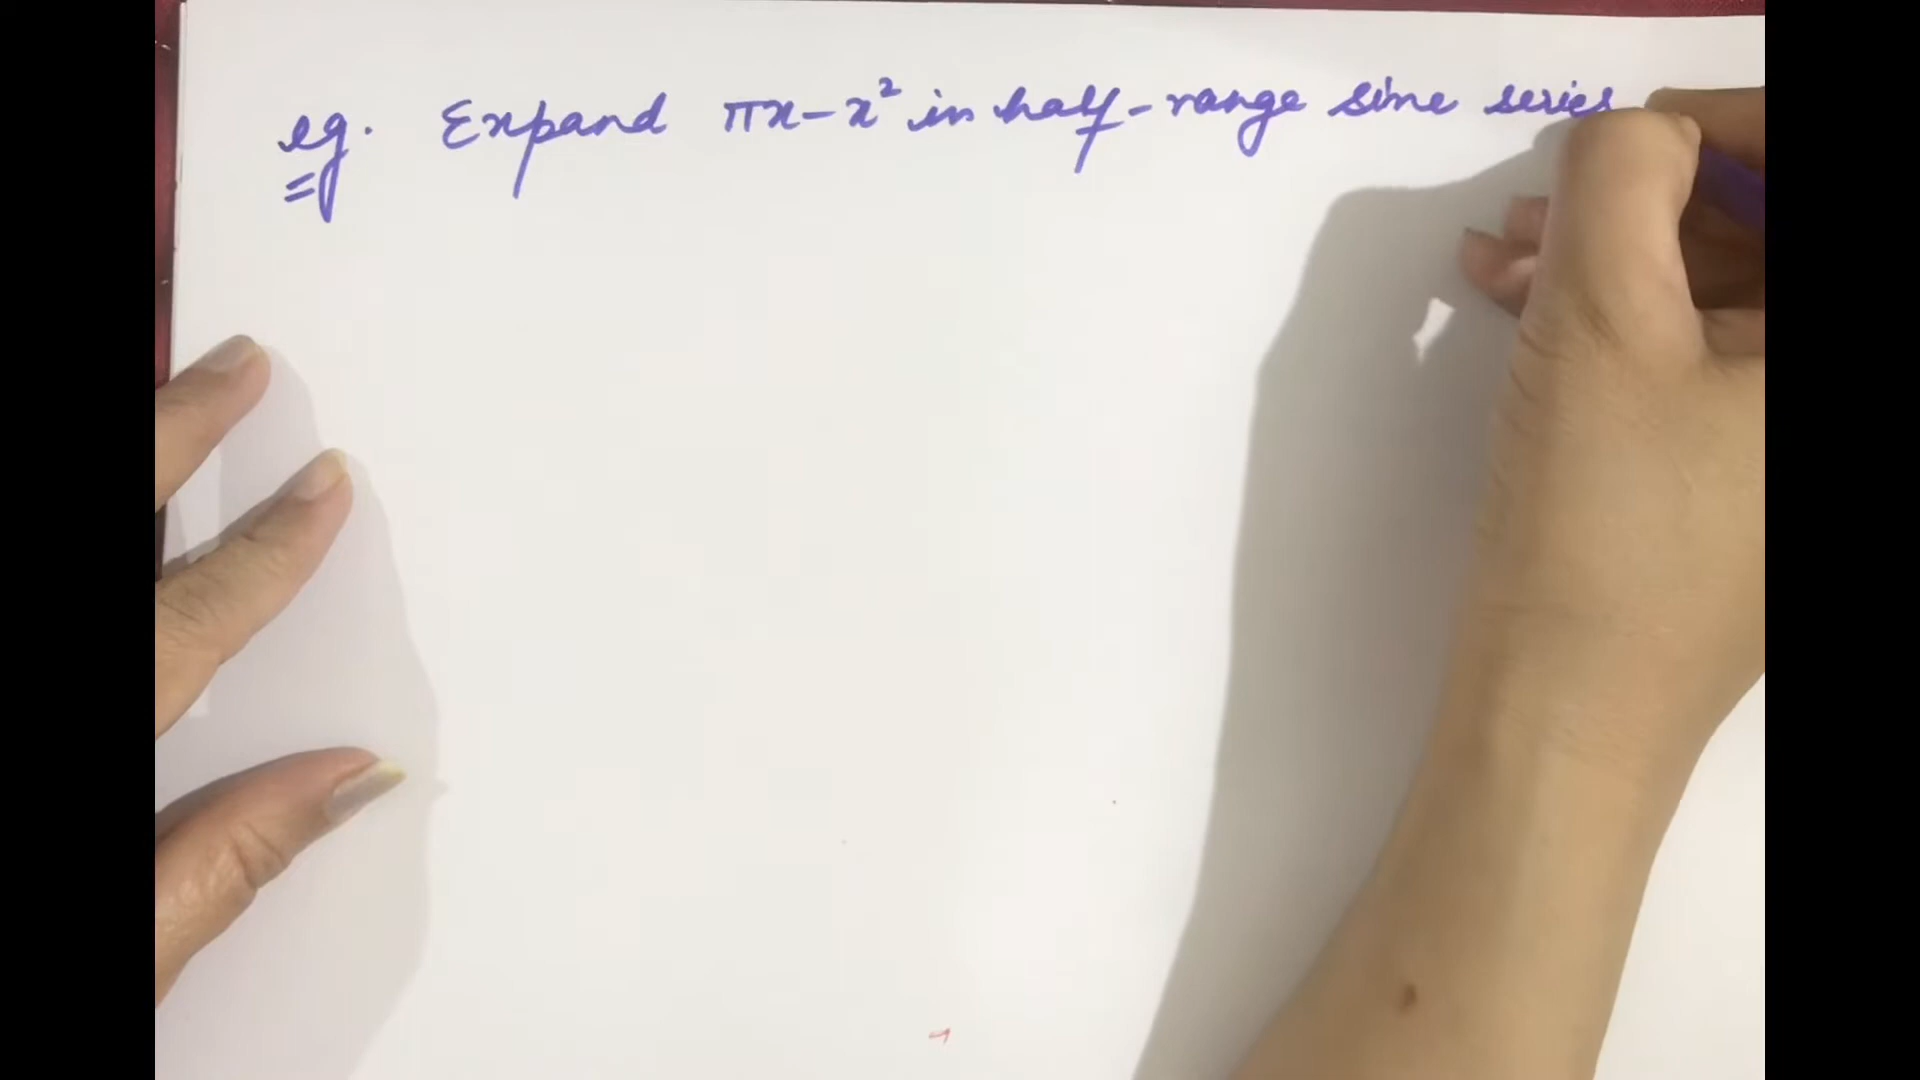 eg. Expand πx-x² in half-range sine series